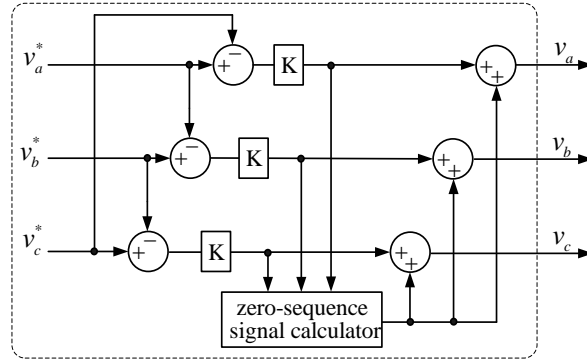 v_a^* + − K + + v_a
v_b^* + − K + + v_b
v_c^* + − K + + v_c
zero-sequence
signal calculator